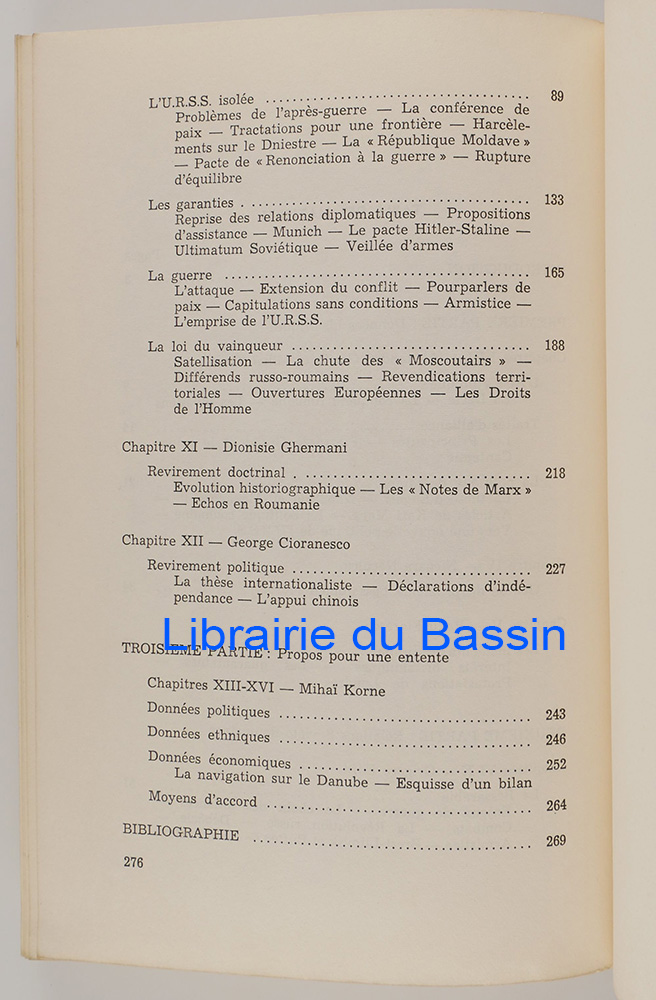 L'U.R.S.S. isolée ....................................... 89
Problèmes de l'après-guerre — La conférence de
paix — Tractations pour une frontière — Harcèle-
ments sur le Dniestre — La « République Moldave »
— Pacte de « Renonciation à la guerre » — Rupture
d'équilibre
Les garanties .......................................... 133
Reprise des relations diplomatiques — Propositions
d'assistance — Munich — Le pacte Hitler-Staline —
Ultimatum Soviétique — Veillée d'armes
La guerre ............................................. 165
L'attaque — Extension du conflit — Pourparlers de
paix — Capitulations sans conditions — Armistice —
L'emprise de l'U.R.S.S.
La loi du vainqueur ................................... 188
Satellisation — La chute des « Moscoutairs » —
Différends russo-roumains — Revendications terri-
toriales — Ouvertures Européennes — Les Droits
de l'Homme
Chapitre XI — Dionisie Ghermani
Revirement doctrinal . ................................. 218
Evolution historiographique — Les « Notes de Marx »
— Echos en Roumanie
Chapitre XII — George Cioranesco
Revirement politique ................................... 227
La thèse internationaliste — Déclarations d'indé-
pendance — L'appui chinois
Librairie du Bassin
TROISIEME PARTIE : Propos pour une entente
Chapitres XIII-XVI — Mihaï Korne
Données politiques ..................................... 243
Données ethniques ..................................... 246
Données économiques .................................. 252
La navigation sur le Danube — Esquisse d'un bilan
Moyens d'accord ....................................... 264
BIBLIOGRAPHIE ......................................... 269
276